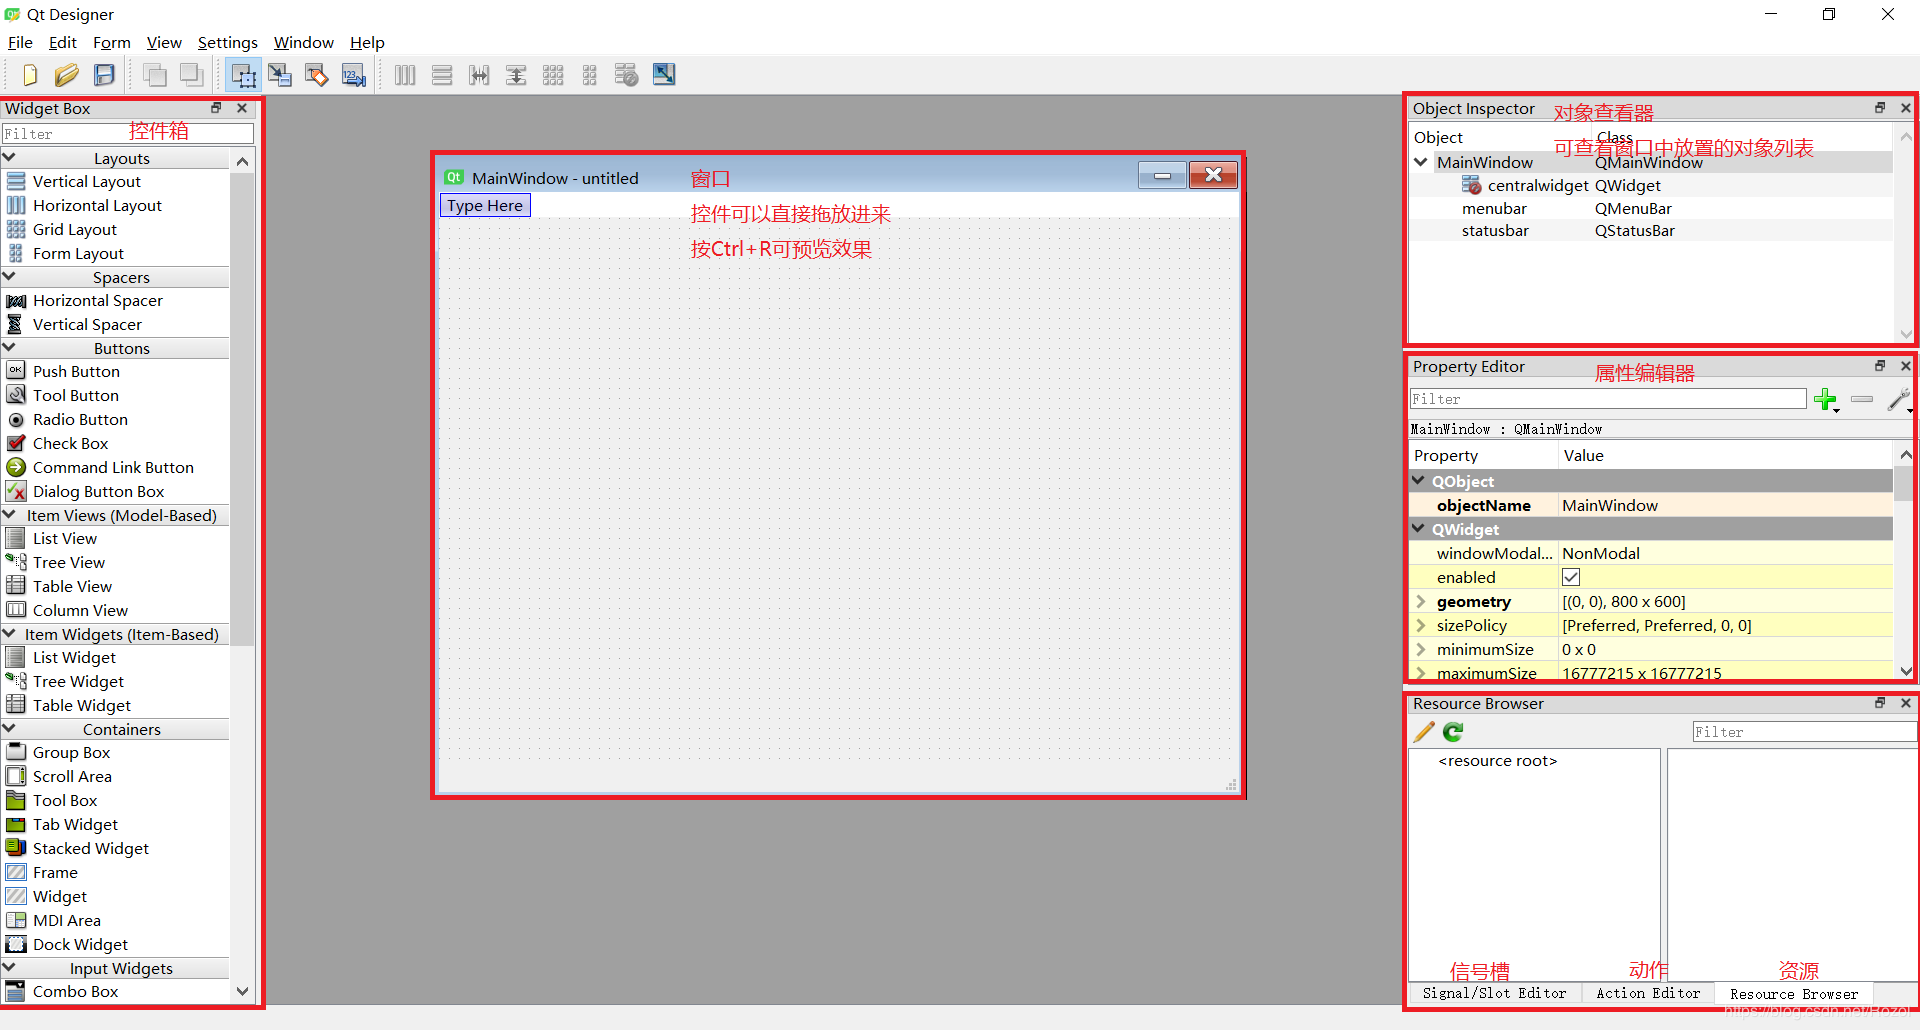 Qt Designer
File Edit Form View Settings Window Help
Widget Box
Filter 控件箱
Layouts
Vertical Layout
Horizontal Layout
Grid Layout
Form Layout
Spacers
Horizontal Spacer
Vertical Spacer
Buttons
Push Button
Tool Button
Radio Button
Check Box
Command Link Button
Dialog Button Box
Item Views (Model-Based)
List View
Tree View
Table View
Column View
Item Widgets (Item-Based)
List Widget
Tree Widget
Table Widget
Containers
Group Box
Scroll Area
Tool Box
Tab Widget
Stacked Widget
Frame
Widget
MDI Area
Dock Widget
Input Widgets
Combo Box
MainWindow - untitled 窗口
Type Here
控件可以直接拖放进来
按Ctrl+R可预览效果
Object Inspector 对象查看器
Object Class
可查看窗口中放置的对象列表
MainWindow QMainWindow
centralwidget QWidget
menubar QMenuBar
statusbar QStatusBar
Property Editor 属性编辑器
Filter
MainWindow : QMainWindow
Property Value
QObject
objectName MainWindow
QWidget
windowModal... NonModal
enabled
geometry [(0, 0), 800 x 600]
sizePolicy [Preferred, Preferred, 0, 0]
minimumSize 0 x 0
maximumSize 16777215 x 16777215
Resource Browser
Filter
<resource root>
信号槽 动作 资源
Signal/Slot Editor Action Editor Resource Browser